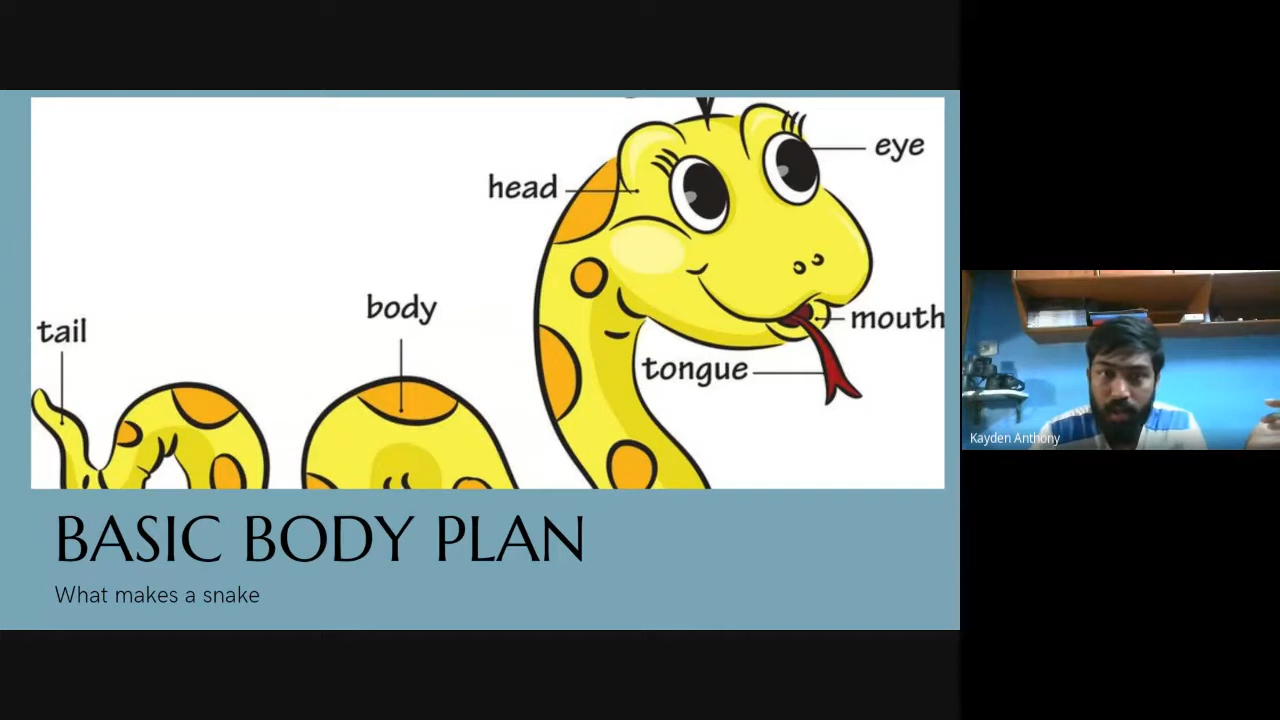 eye
head
body
mouth
tail
tongue
BASIC BODY PLAN
What makes a snake
Kayden Anthony